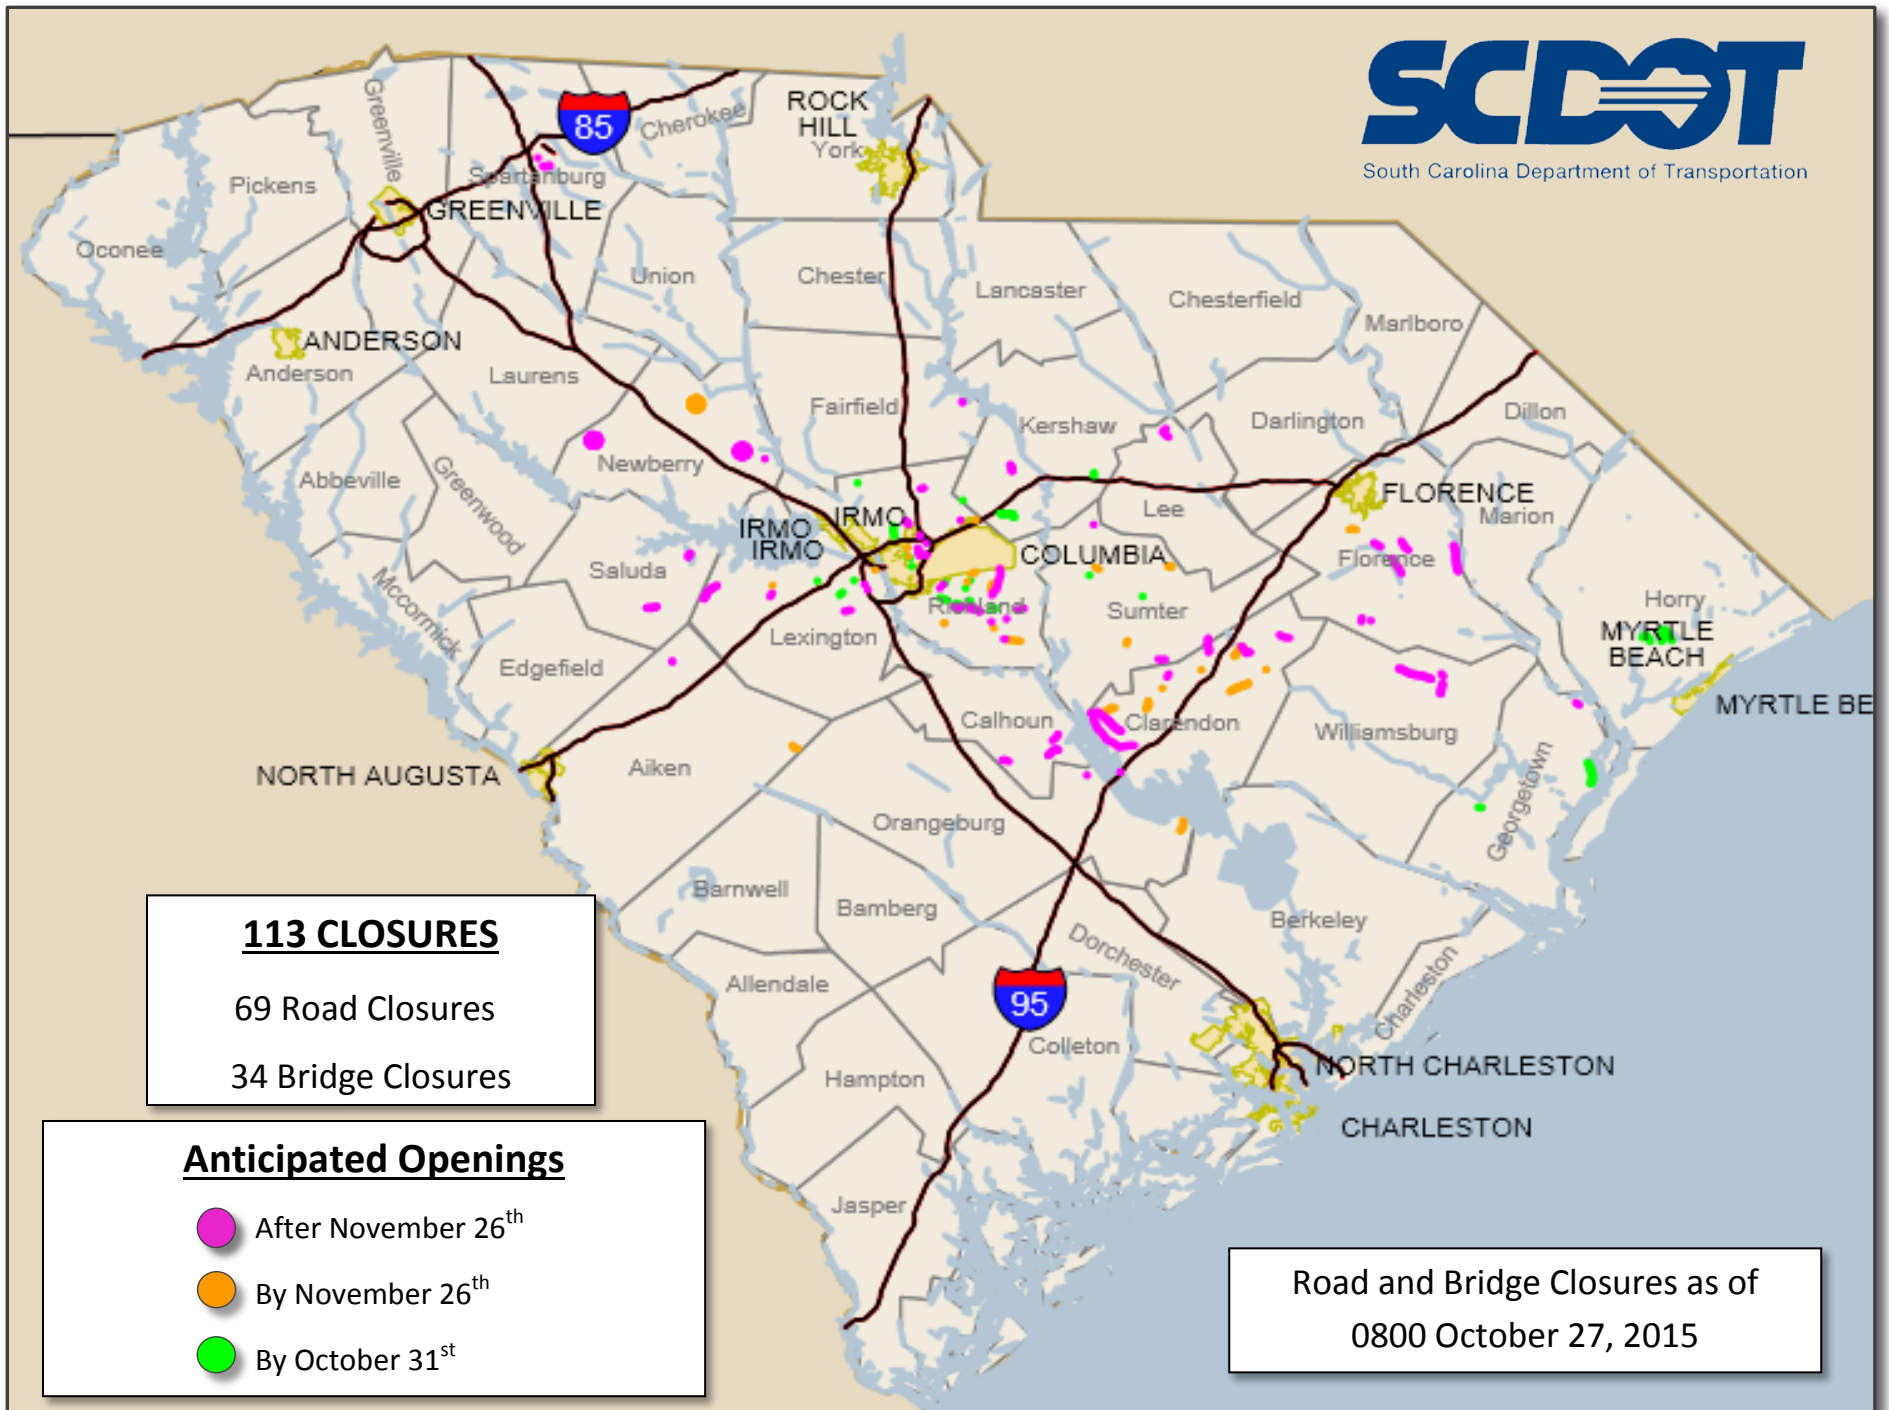 SCDOT
South Carolina Department of Transportation
85
Cherokee
ROCK
HILL
York
Greenville
Pickens
Spartanburg
GREENVILLE
Oconee
Union
Chester
Lancaster
Chesterfield
Marlboro
ANDERSON
Anderson
Laurens
Fairfield
Kershaw
Darlington
Dillon
Abbeville
Greenwood
Newberry
FLORENCE
Marion
Lee
IRMO
IRMO
IRMO
COLUMBIA
Saluda
Florence
Mccormick
Richland
Sumter
Horry
MYRTLE
BEACH
Lexington
Edgefield
MYRTLE BE
Calhoun
Clarendon
Williamsburg
NORTH AUGUSTA
Aiken
Georgetown
Orangeburg
Barnwell
Bamberg
Berkeley
Dorchester
Allendale
95
Charleston
Colleton
NORTH CHARLESTON
Hampton
CHARLESTON
Jasper
113 CLOSURES
69 Road Closures
34 Bridge Closures
Anticipated Openings
After November 26th
By November 26th
By October 31st
Road and Bridge Closures as of
0800 October 27, 2015